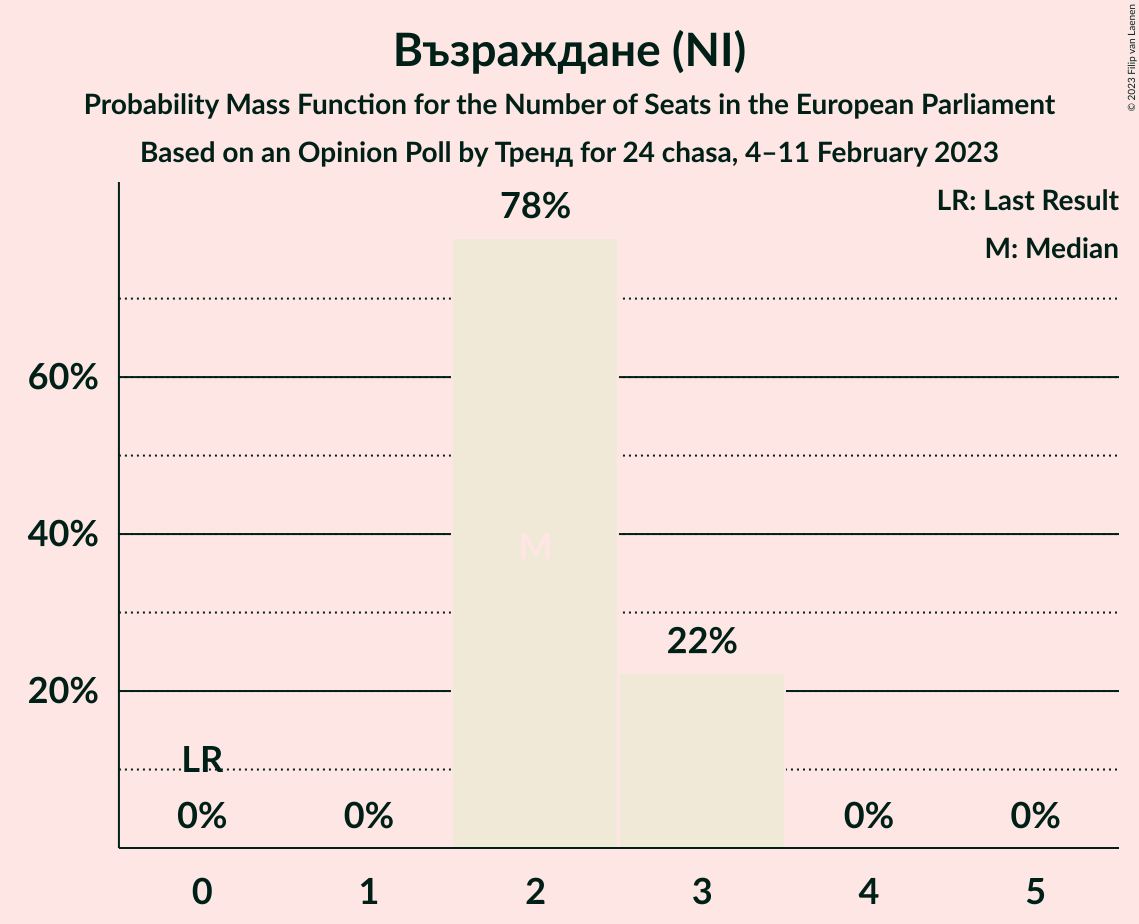 Възраждане (NI)
Probability Mass Function for the Number of Seats in the European Parliament
Based on an Opinion Poll by Тренд for 24 chasa, 4–11 February 2023
© 2023 Filip van Laenen
LR: Last Result
M: Median
78%
60%
40%
M
22%
20%
LR
0%
0%
0%
0%
0
1
2
3
4
5